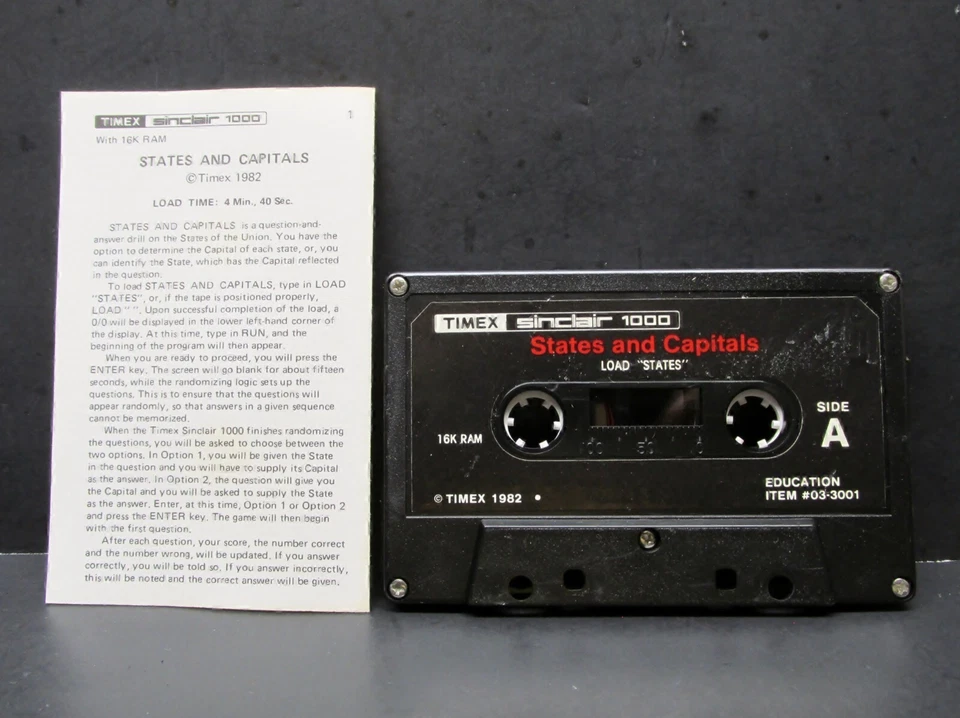 TIMEX sinclair 1000
1
With 16K RAM
STATES AND CAPITALS
©Timex 1982
LOAD TIME: 4 Min., 40 Sec.
STATES AND CAPITALS is a question-and-
answer drill on the States of the Union. You have the
option to determine the Capital of each state, or, you
can identify the State, which has the Capital reflected
in the question.
To load STATES AND CAPITALS, type in LOAD
"STATES", or, if the tape is positioned properly,
LOAD " ". Upon successful completion of the load, a
0/0 will be displayed in the lower left-hand corner of
the display. At this time, type in RUN, and the
beginning of the program will then appear.
When you are ready to proceed, you will press the
ENTER key. The screen will go blank for about fifteen
seconds, while the randomizing logic sets up the
questions. This is to ensure that the questions will
appear randomly, so that answers in a given sequence
cannot be memorized.
When the Timex Sinclair 1000 finishes randomizing
the questions, you will be asked to choose between the
two options. In Option 1, you will be given the State
in the question and you will have to supply its Capital
as the answer. In Option 2, the question will give you
the Capital and you will be asked to supply the State
as the answer. Enter, at this time, Option 1 or Option 2
and press the ENTER key. The game will then begin
with the first question.
After each question, your score, the number correct
and the number wrong, will be updated. If you answer
correctly, you will be told so. If you answer incorrectly,
this will be noted and the correct answer will be given.
TIMEX sinclair 1000
States and Capitals
LOAD "STATES"
16K RAM
100 50 0
SIDE
A
© TIMEX 1982
EDUCATION
ITEM #03-3001